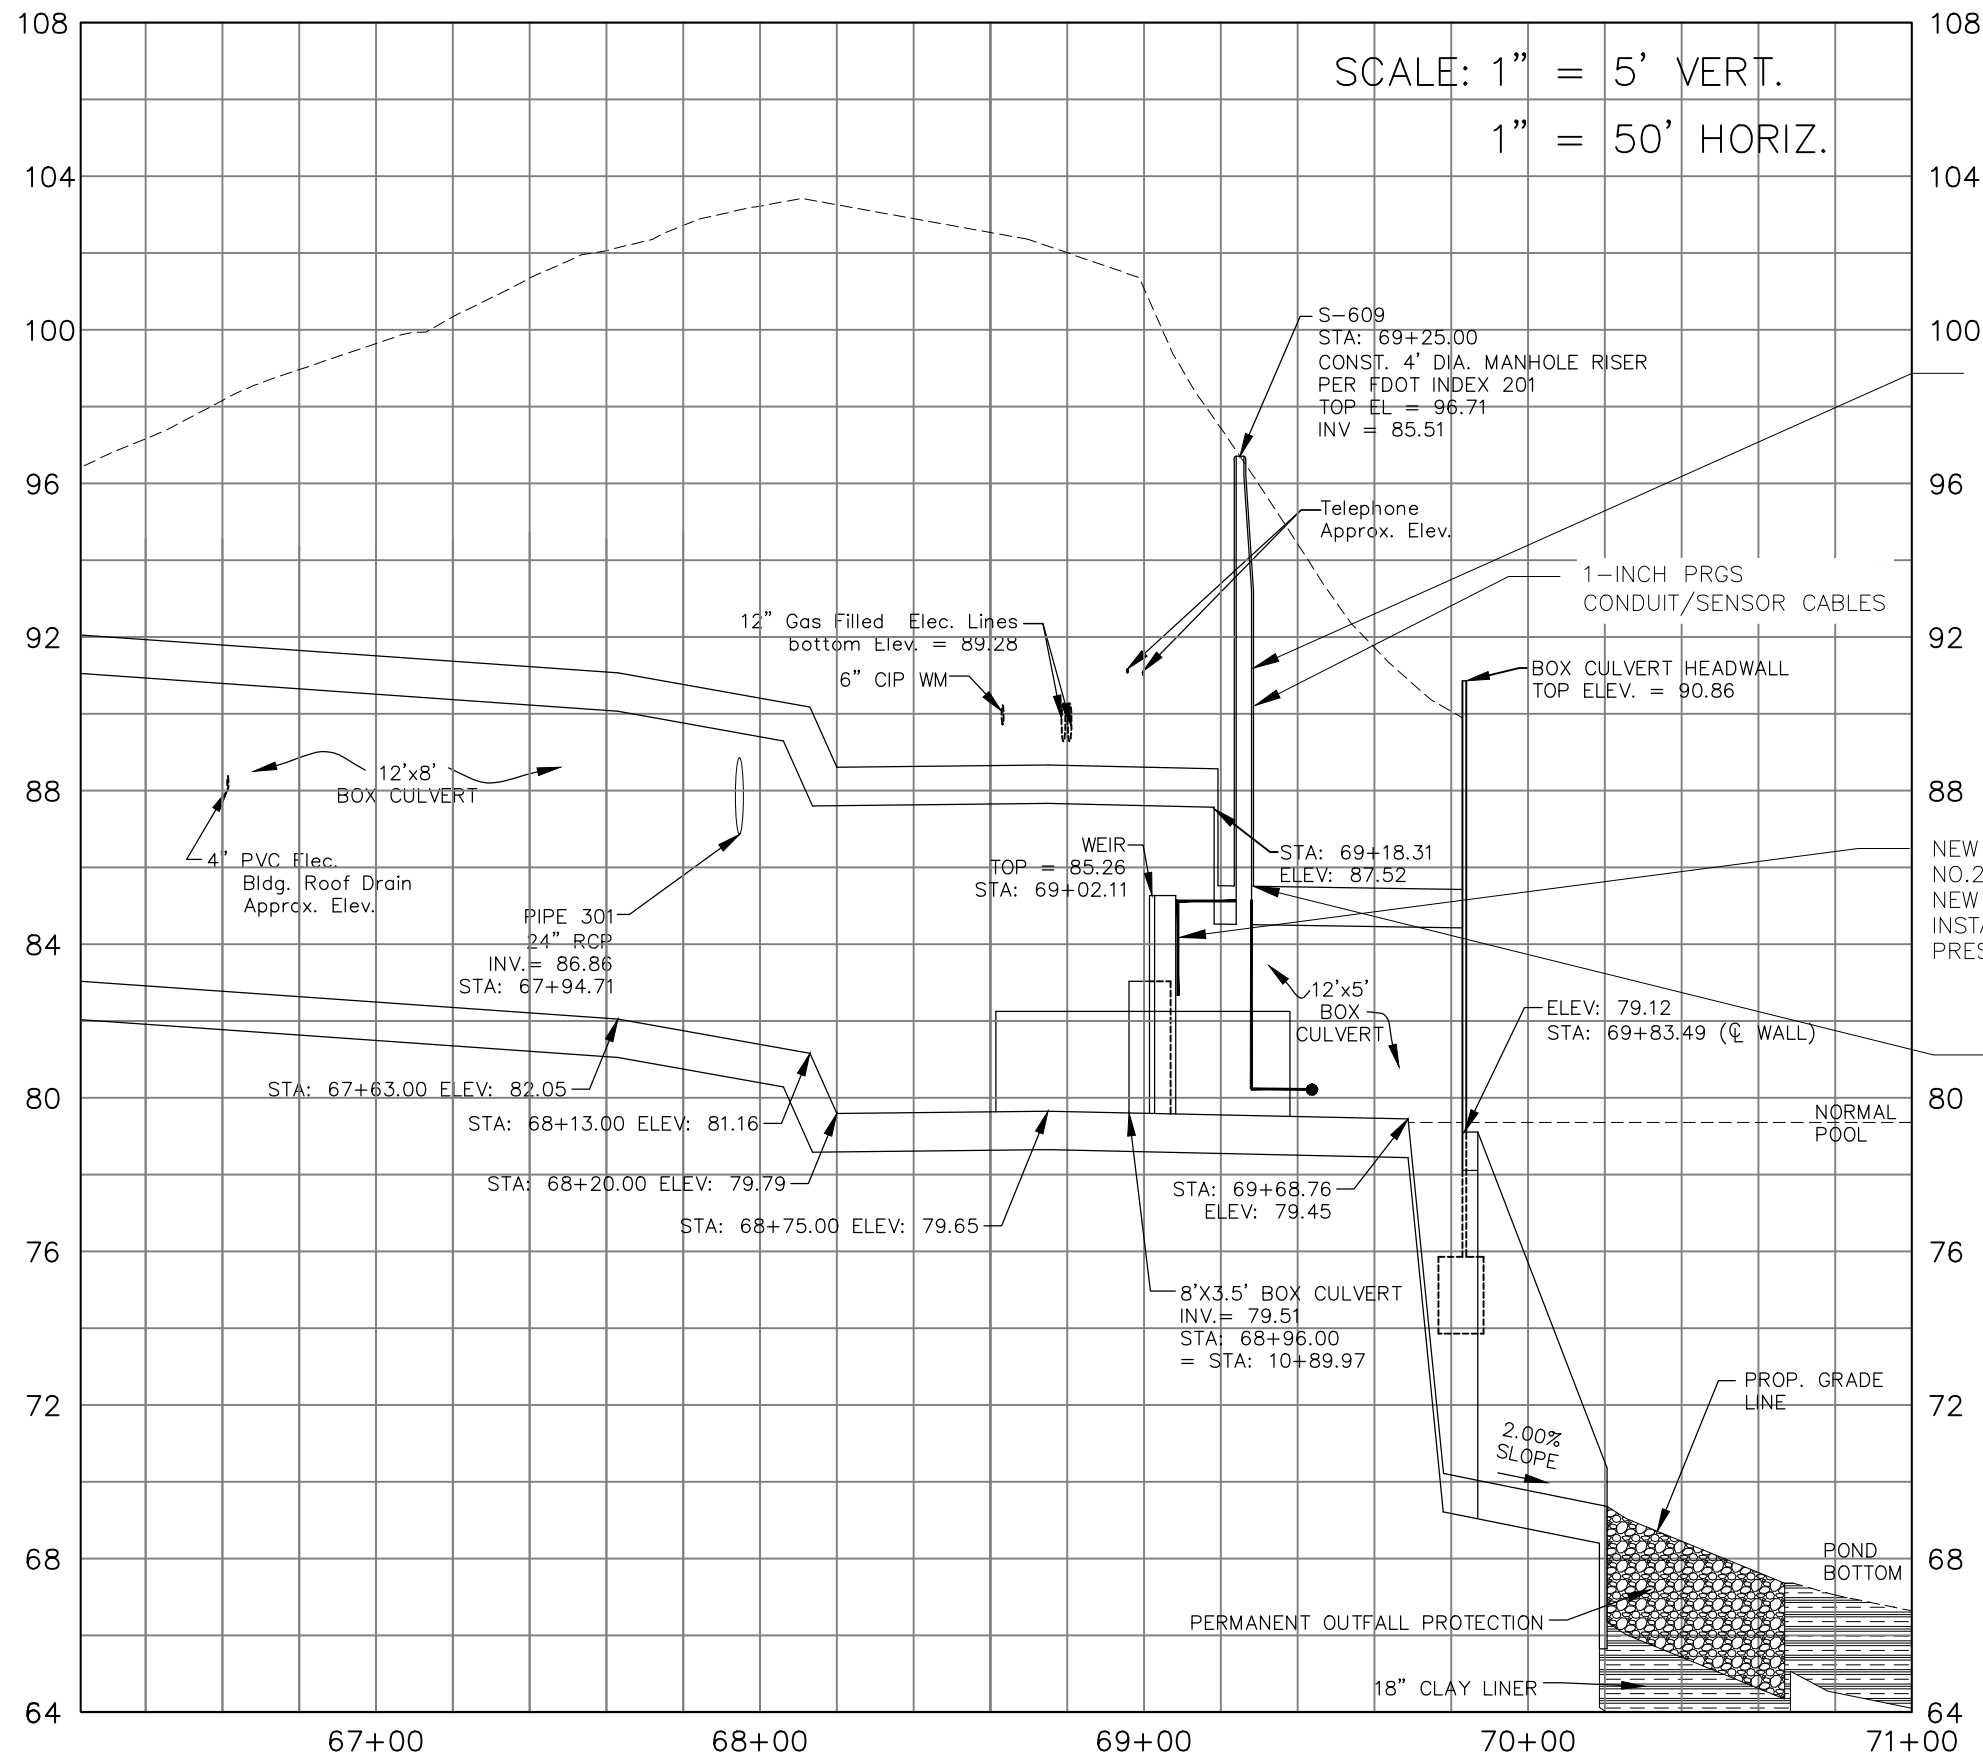 108
104
100
96
92
88
84
80
76
72
68
64
SCALE: 1" = 5' VERT.
1" = 50' HORIZ.
S-609
STA: 69+25.00
CONST. 4' DIA. MANHOLE RISER
PER FDOT INDEX 201
TOP EL = 96.71
INV = 85.51
Telephone
Approx. Elev.
1-INCH PRGS
CONDUIT/SENSOR CABLES
12" Gas Filled Elec. Lines
bottom Elev. = 89.28
6" CIP WM
BOX CULVERT HEADWALL
TOP ELEV. = 90.86
12'x8'
BOX CULVERT
4" PVC Elec.
Bldg. Roof Drain
Approx. Elev.
PIPE 301
24" RCP
INV.= 86.86
STA: 67+94.71
WEIR
TOP = 85.26
STA: 69+02.11
STA: 69+18.31
ELEV: 87.52
NEW
NO.2
NEW
INSTA
PRES
12'x5'
BOX
CULVERT
ELEV: 79.12
STA: 69+83.49 (℄ WALL)
STA: 67+63.00 ELEV: 82.05
STA: 68+13.00 ELEV: 81.16
STA: 68+20.00 ELEV: 79.79
STA: 68+75.00 ELEV: 79.65
NORMAL
POOL
STA: 69+68.76
ELEV: 79.45
8'X3.5' BOX CULVERT
INV.= 79.51
STA: 68+96.00
= STA: 10+89.97
PROP. GRADE
LINE
2.00%
SLOPE
POND
BOTTOM
PERMANENT OUTFALL PROTECTION
18" CLAY LINER
108
104
100
96
92
88
84
80
76
72
68
64
67+00
68+00
69+00
70+00
71+00